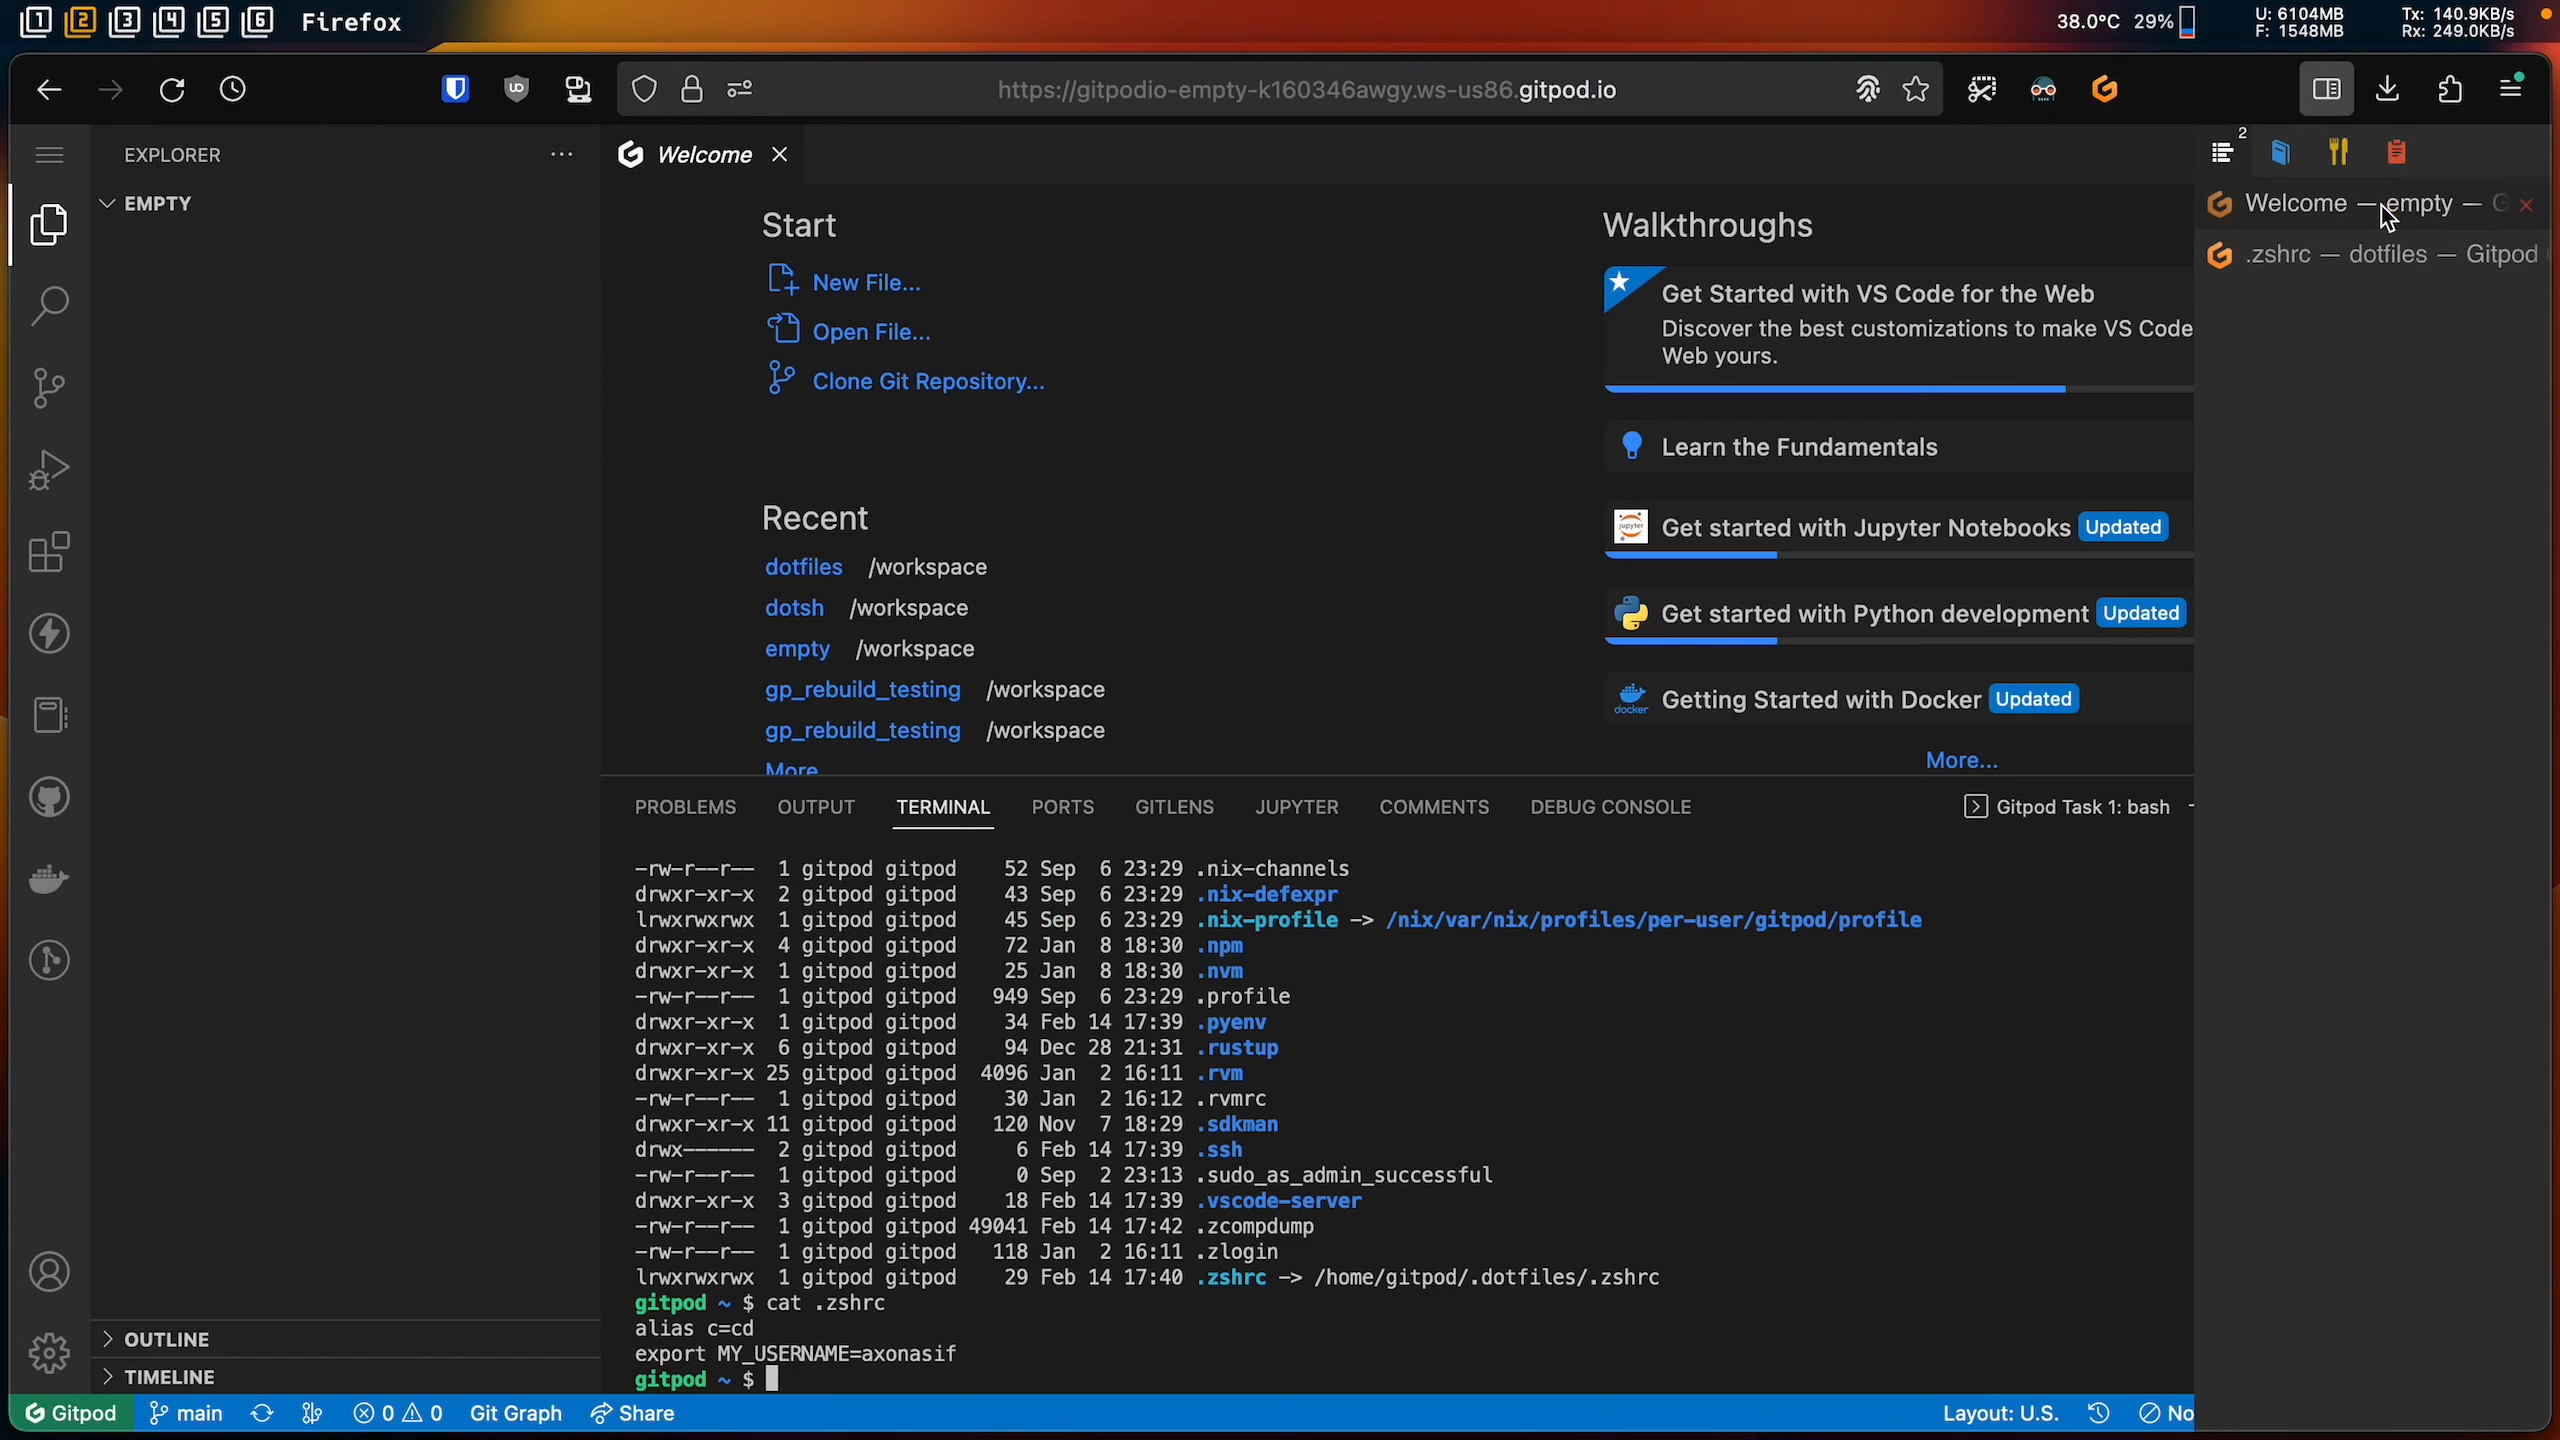 1 2 3 4 5 6 Firefox
38.0°C 29%
U: 6104MB
F: 1548MB
Tx: 140.9KB/s
Rx: 249.0KB/s
https://gitpodio-empty-k160346awgy.ws-us86.gitpod.io
EXPLORER
EMPTY
OUTLINE
TIMELINE
Welcome
Start
New File...
Open File...
Clone Git Repository...
Recent
dotfiles /workspace
dotsh /workspace
empty /workspace
gp_rebuild_testing /workspace
gp_rebuild_testing /workspace
More
Walkthroughs
Get Started with VS Code for the Web
Discover the best customizations to make VS Code
Web yours.
Learn the Fundamentals
jupyter
Get started with Jupyter Notebooks Updated
Get started with Python development Updated
docker
Getting Started with Docker Updated
More...
2
Welcome — empty — G
.zshrc — dotfiles — Gitpod
PROBLEMS OUTPUT TERMINAL PORTS GITLENS JUPYTER COMMENTS DEBUG CONSOLE
Gitpod Task 1: bash
-rw-r--r-- 1 gitpod gitpod 52 Sep 6 23:29 .nix-channels
drwxr-xr-x 2 gitpod gitpod 43 Sep 6 23:29 .nix-defexpr
lrwxrwxrwx 1 gitpod gitpod 45 Sep 6 23:29 .nix-profile -> /nix/var/nix/profiles/per-user/gitpod/profile
drwxr-xr-x 4 gitpod gitpod 72 Jan 8 18:30 .npm
drwxr-xr-x 1 gitpod gitpod 25 Jan 8 18:30 .nvm
-rw-r--r-- 1 gitpod gitpod 949 Sep 6 23:29 .profile
drwxr-xr-x 1 gitpod gitpod 34 Feb 14 17:39 .pyenv
drwxr-xr-x 6 gitpod gitpod 94 Dec 28 21:31 .rustup
drwxr-xr-x 25 gitpod gitpod 4096 Jan 2 16:11 .rvm
-rw-r--r-- 1 gitpod gitpod 30 Jan 2 16:12 .rvmrc
drwxr-xr-x 11 gitpod gitpod 120 Nov 7 18:29 .sdkman
drwx------ 2 gitpod gitpod 6 Feb 14 17:39 .ssh
-rw-r--r-- 1 gitpod gitpod 0 Sep 2 23:13 .sudo_as_admin_successful
drwxr-xr-x 3 gitpod gitpod 18 Feb 14 17:39 .vscode-server
-rw-r--r-- 1 gitpod gitpod 49041 Feb 14 17:42 .zcompdump
-rw-r--r-- 1 gitpod gitpod 118 Jan 2 16:11 .zlogin
lrwxrwxrwx 1 gitpod gitpod 29 Feb 14 17:40 .zshrc -> /home/gitpod/.dotfiles/.zshrc
gitpod ~ $ cat .zshrc
alias c=cd
export MY_USERNAME=axonasif
gitpod ~ $
Gitpod main 0 0 Git Graph Share
Layout: U.S. No